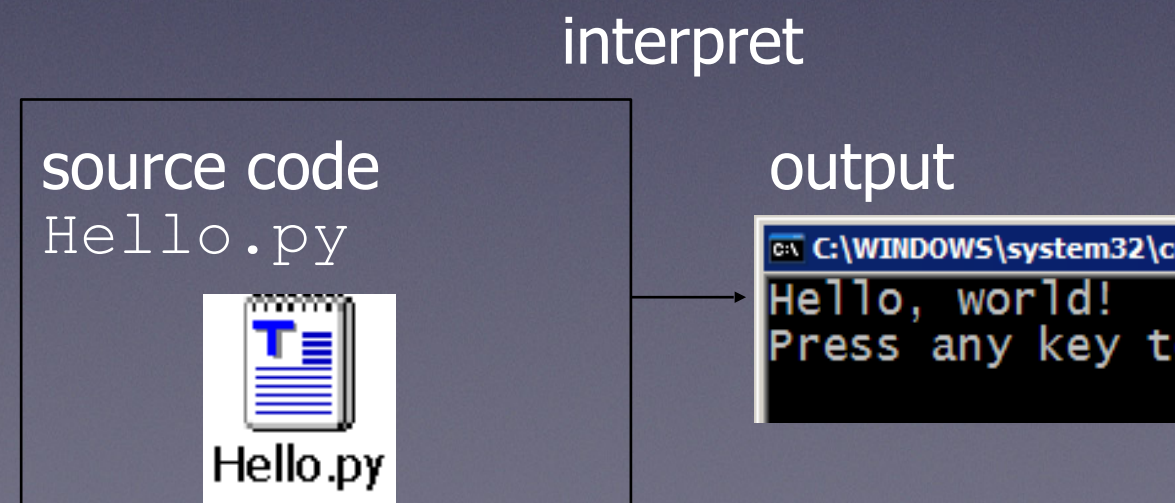 interpret
source code
Hello.py
T
Hello.py
output
C:\WINDOWS\system32\c
Hello, world!
Press any key t